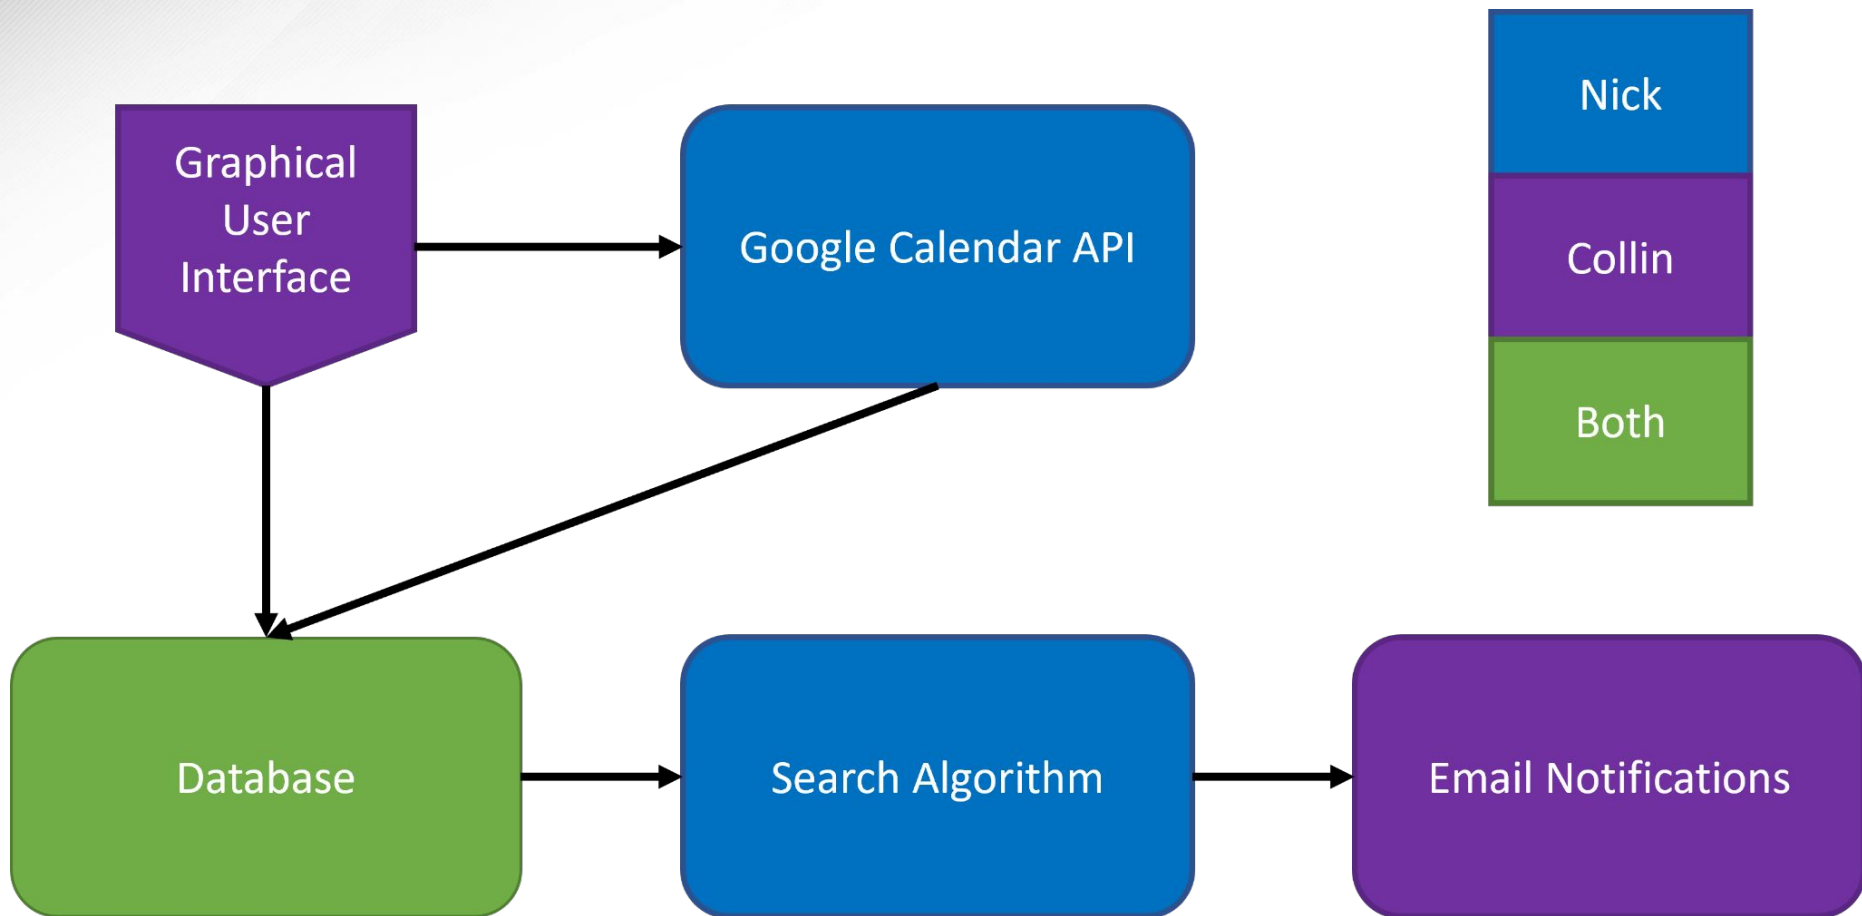 Graphical
User
Interface
Google Calendar API
Nick
Collin
Both
Database
Search Algorithm
Email Notifications